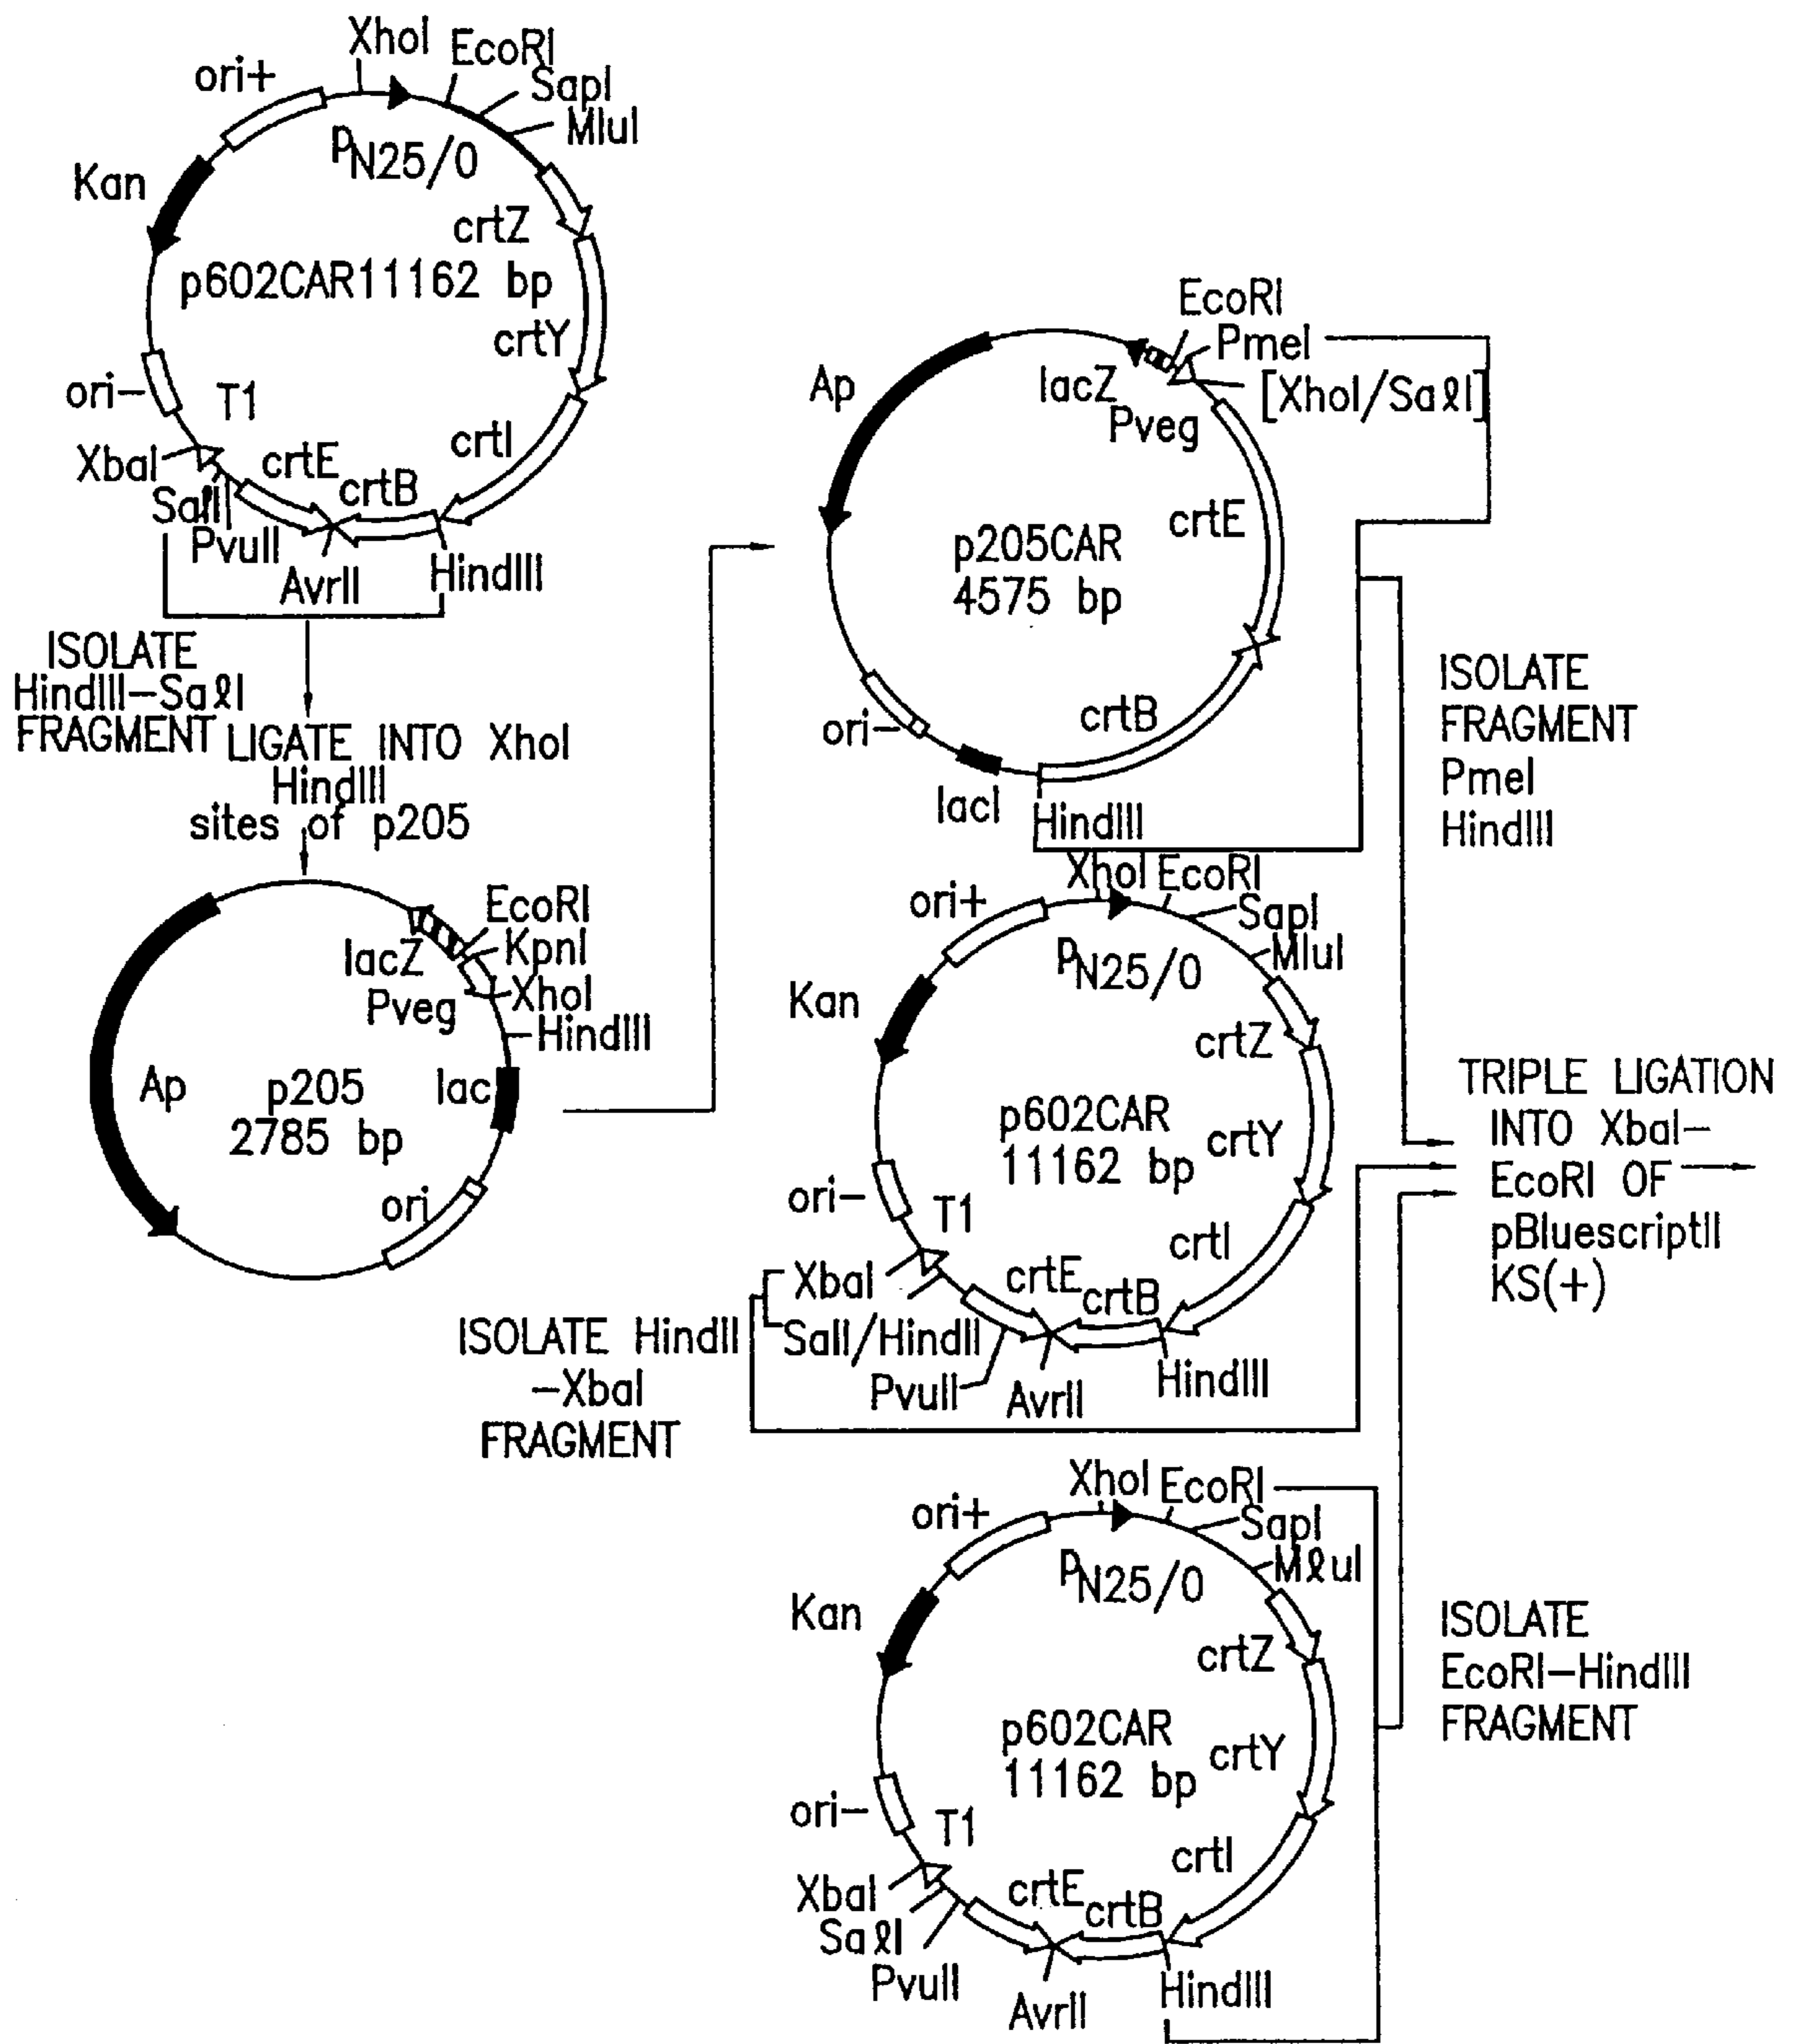 XhoI
EcoRI
ori+
SapI
MluI
PN25/0
Kan
crtZ
p602CAR11162 bp
crtY
ori-
T1
crtI
XbaI
crtE
crtB
SalI
PvuII
AvrII
HindIII
ISOLATE
HindIII-SalI
FRAGMENT
LIGATE INTO XhoI
HindIII
sites of p205
EcoRI
KpnI
lacZ
XhoI
Pveg
HindIII
Ap
p205
2785 bp
lac
ori
EcoRI
PmeI
[XhoI/SalI]
Ap
lacZ
Pveg
crtE
p205CAR
4575 bp
crtB
ori-
lacI
HindIII
ISOLATE
FRAGMENT
PmeI
HindIII
XhoI
EcoRI
ori+
SapI
MluI
PN25/0
Kan
crtZ
p602CAR
11162 bp
crtY
ori-
T1
crtI
XbaI
crtE
crtB
SalI/HindII
PvuII
AvrII
HindIII
ISOLATE HindII
-XbaI
FRAGMENT
TRIPLE LIGATION
INTO XbaI-
EcoRI OF
pBluescriptII
KS(+)
XhoI
EcoRI
ori+
SapI
MluI
PN25/0
Kan
crtZ
p602CAR
11162 bp
crtY
ori-
T1
crtI
XbaI
crtE
crtB
SalI
PvuII
AvrII
HindIII
ISOLATE
EcoRI-HindIII
FRAGMENT